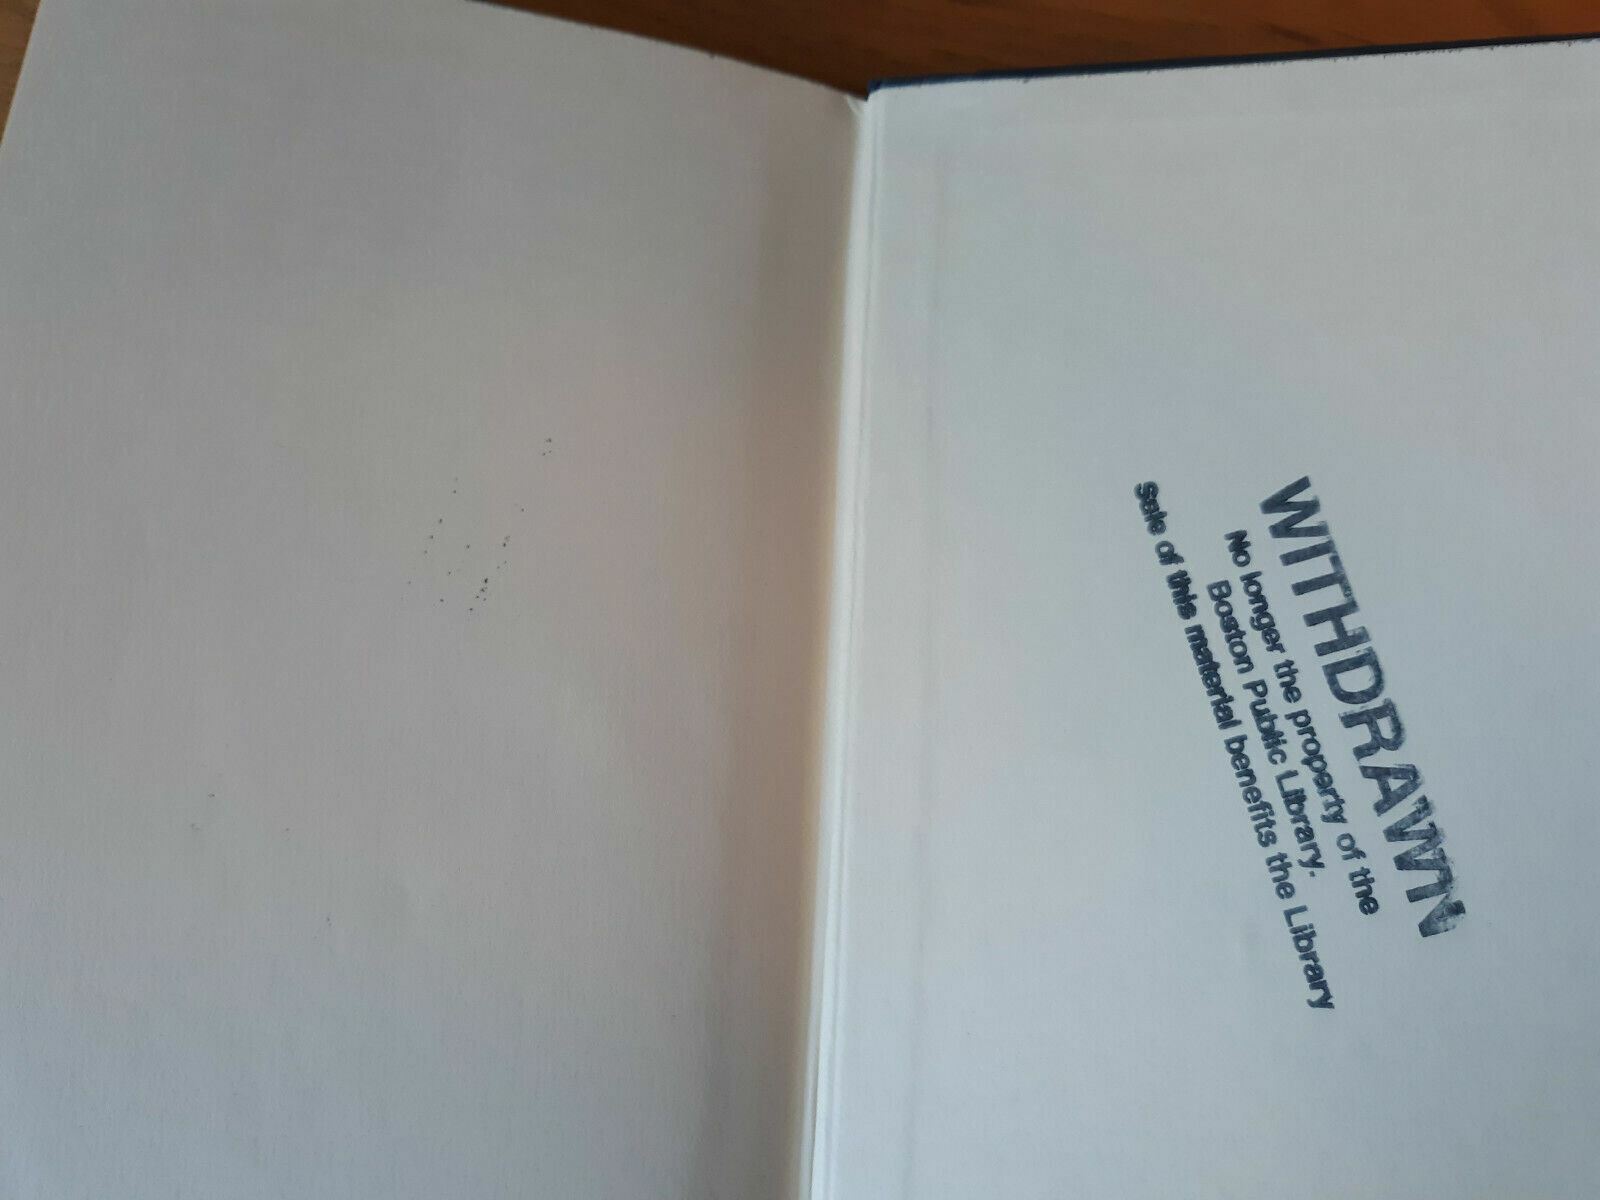 WITHDRAWN
No longer the property of the
Boston Public Library.
Sale of this material benefits the Library